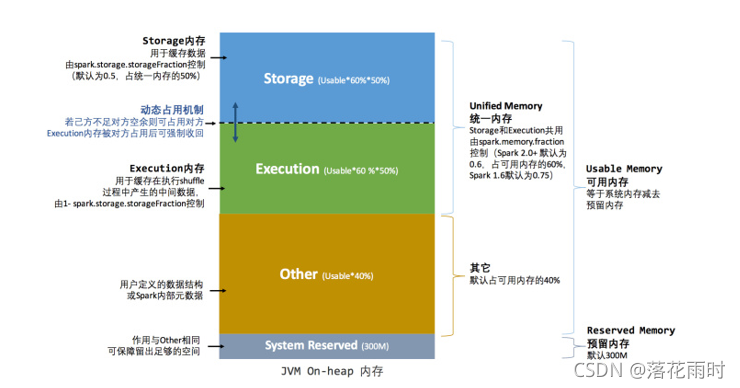 Storage内存
用于缓存数据
由spark.storage.storageFraction控制
(默认为0.5，占统一内存的50%)
动态占用机制
若己方不足对方空余则可占用对方
Execution内存被对方占用后可强制收回
Execution内存
用于缓存在执行shuffle
过程中产生的中间数据，
由1- spark.storage.storageFraction控制
用户定义的数据结构
或Spark内部元数据
作用与Other相同
可保障留出足够的空间
Storage (Usable*60%*50%)
Execution (Usable*60 %*50%)
Other (Usable*40%)
System Reserved (300M)
JVM On-heap 内存
Unified Memory
统一内存
Storage和Execution共用
由spark.memory.fraction
控制（Spark 2.0+ 默认为
0.6，占可用内存的60%，
Spark 1.6默认为0.75）
其它
默认占可用内存的40%
Usable Memory
可用内存
等于系统内存减去
预留内存
Reserved Memory
预留内存
默认300M
CSDN @落花雨时